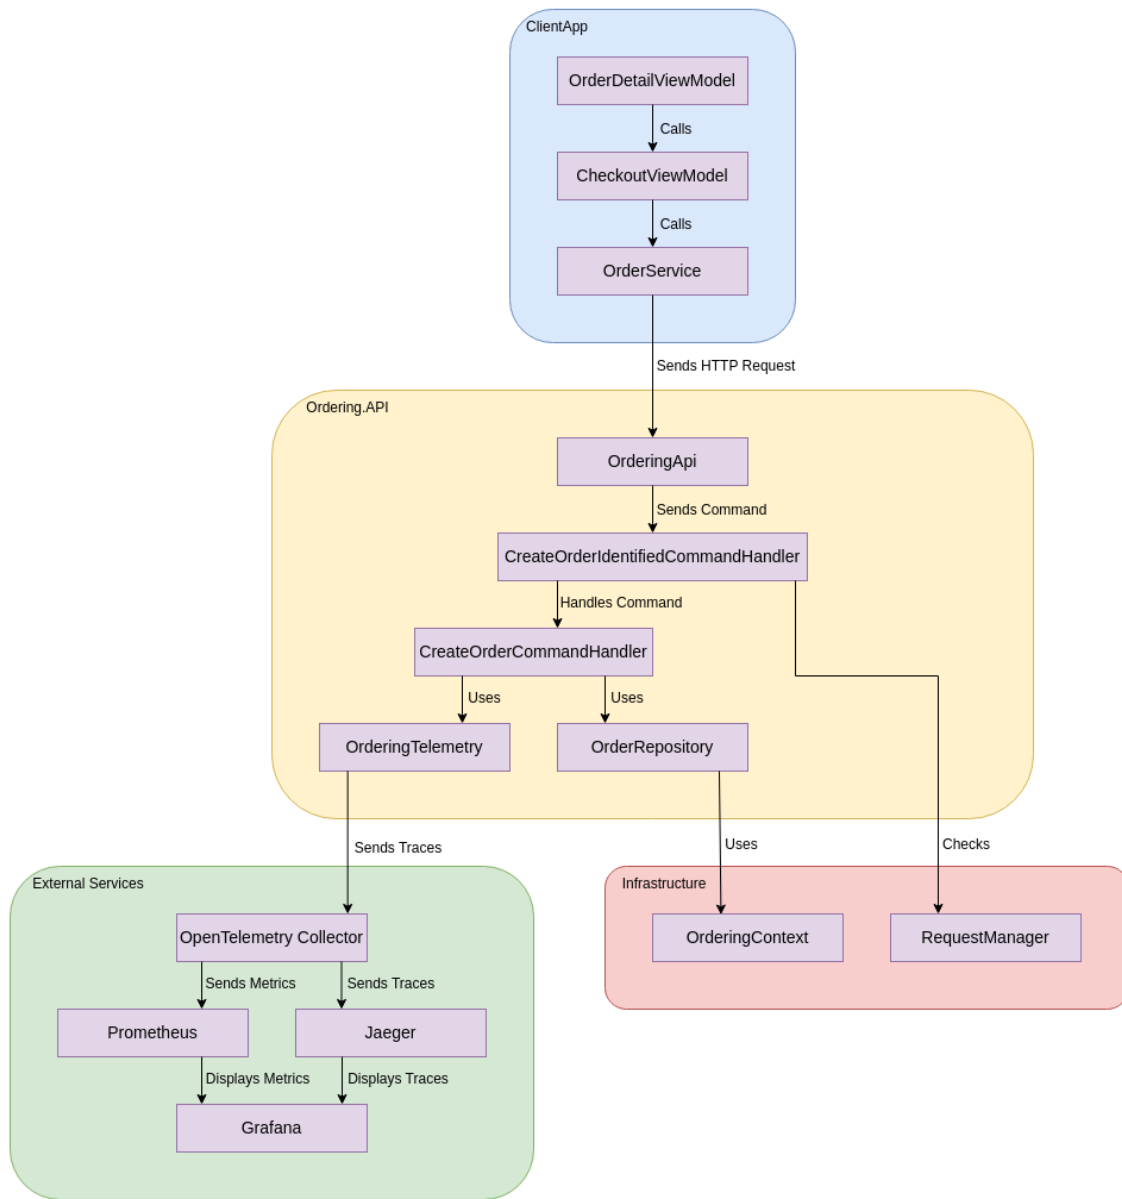 ClientApp
OrderDetailViewModel
Calls
CheckoutViewModel
Calls
OrderService
Sends HTTP Request
Ordering.API
OrderingApi
Sends Command
CreateOrderIdentifiedCommandHandler
Handles Command
CreateOrderCommandHandler
Uses
Uses
OrderingTelemetry
OrderRepository
Sends Traces
Uses
Checks
External Services
Infrastructure
OpenTelemetry Collector
OrderingContext
RequestManager
Sends Metrics
Sends Traces
Prometheus
Jaeger
Displays Metrics
Displays Traces
Grafana